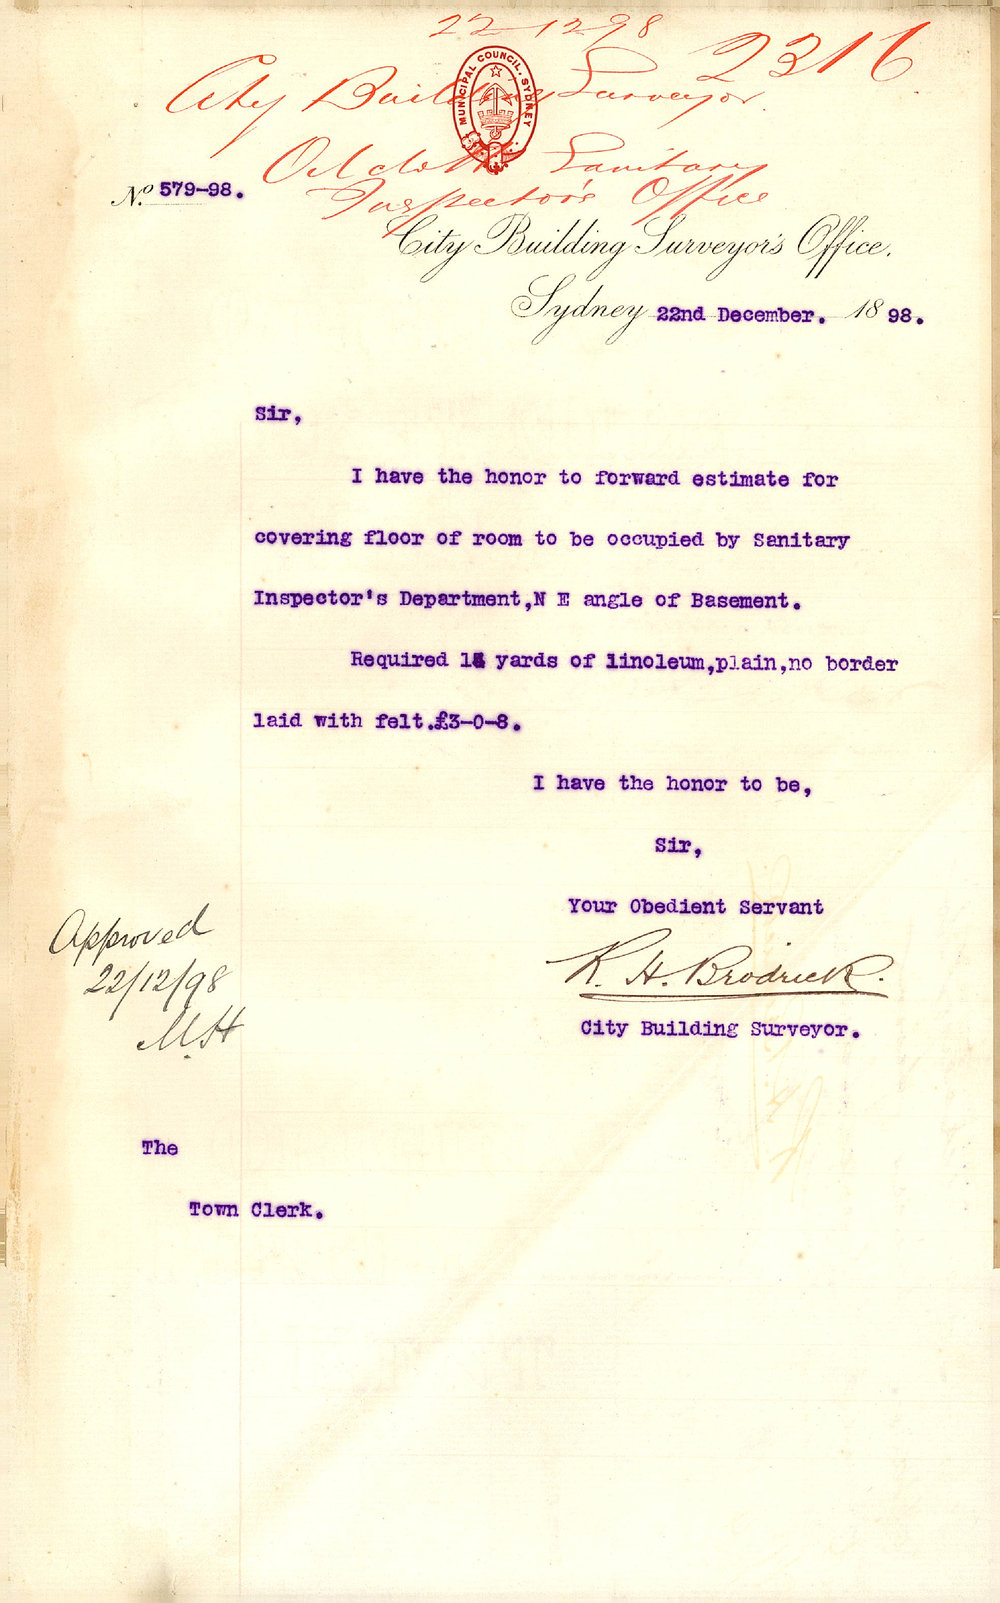 22-12-98
2316
City Building Surveyor.
MUNICIPAL COUNCIL. SYDNEY
Oilcloth Sanitary
Inspector's Office
No. 579-98.
City Building Surveyor's Office.
Sydney 22nd December. 1898.
Sir,
I have the honor to forward estimate for
covering floor of room to be occupied by Sanitary
Inspector's Department,N E angle of Basement.
Required yards of linoleum,plain,no border
laid with felt.£3-0-8.
I have the honor to be,
Sir,
Your Obedient Servant
R. H. Brodrick.
City Building Surveyor.
Approved
22/12/98
M.H
The
Town Clerk.